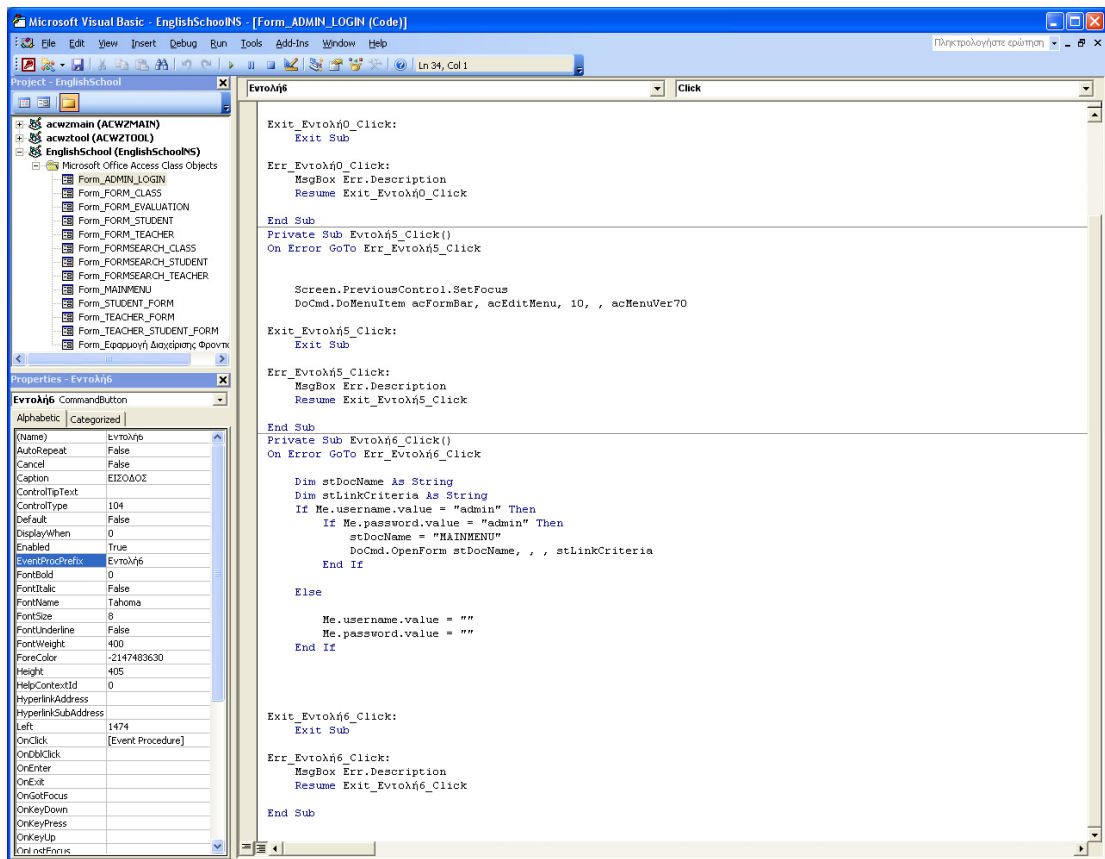 Microsoft Visual Basic - EnglishSchoolNS - [Form_ADMIN_LOGIN (Code)]
File Edit View Insert Debug Run Tools Add-Ins Window Help Πληκτρολογήστε ερώτηση
Ln 34, Col 1
Project - EnglishSchool
acwzmain (ACWZMAIN)
acwztool (ACWZTOOL)
EnglishSchool (EnglishSchoolNS)
Microsoft Office Access Class Objects
Form_ADMIN_LOGIN
Form_FORM_CLASS
Form_FORM_EVALUATION
Form_FORM_STUDENT
Form_FORM_TEACHER
Form_FORMSEARCH_CLASS
Form_FORMSEARCH_STUDENT
Form_FORMSEARCH_TEACHER
Form_MAINMENU
Form_STUDENT_FORM
Form_TEACHER_FORM
Form_TEACHER_STUDENT_FORM
Form_Εφαρμογή Διαχείρισης Φροντι
Properties - Εντολή6
Εντολή6 CommandButton
Alphabetic Categorized
(Name) Εντολή6
AutoRepeat False
Cancel False
Caption ΕΙΣΟΔΟΣ
ControlTipText
ControlType 104
Default False
DisplayWhen 0
Enabled True
EventProcPrefix Εντολή6
FontBold 0
FontItalic False
FontName Tahoma
FontSize 8
FontUnderline False
FontWeight 400
ForeColor -2147483630
Height 405
HelpContextId 0
HyperlinkAddress
HyperlinkSubAddress
Left 1474
OnClick [Event Procedure]
OnDblClick
OnEnter
OnExit
OnGotFocus
OnKeyDown
OnKeyPress
OnKeyUp
OnLostFocus
Εντολή6 Click
Exit_Εντολή0_Click:
Exit Sub
Err_Εντολή0_Click:
MsgBox Err.Description
Resume Exit_Εντολή0_Click
End Sub
Private Sub Εντολή5_Click()
On Error GoTo Err_Εντολή5_Click
Screen.PreviousControl.SetFocus
DoCmd.DoMenuItem acFormBar, acEditMenu, 10, , acMenuVer70
Exit_Εντολή5_Click:
Exit Sub
Err_Εντολή5_Click:
MsgBox Err.Description
Resume Exit_Εντολή5_Click
End Sub
Private Sub Εντολή6_Click()
On Error GoTo Err_Εντολή6_Click
Dim stDocName As String
Dim stLinkCriteria As String
If Me.username.value = "admin" Then
If Me.password.value = "admin" Then
stDocName = "MAINMENU"
DoCmd.OpenForm stDocName, , , stLinkCriteria
End If
Else
Me.username.value = ""
Me.password.value = ""
End If
Exit_Εντολή6_Click:
Exit Sub
Err_Εντολή6_Click:
MsgBox Err.Description
Resume Exit_Εντολή6_Click
End Sub